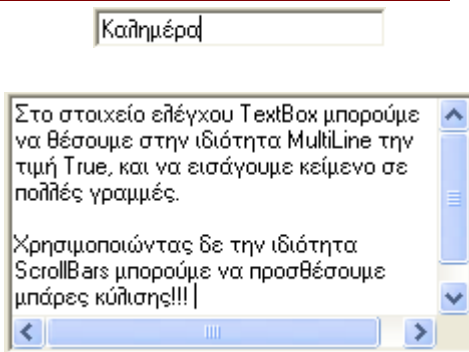 Καλημέρα
Στο στοιχείο ελέγχου TextBox μπορούμε
να θέσουμε στην ιδιότητα MultiLine την
τιμή True, και να εισάγουμε κείμενο σε
πολλές γραμμές.
Χρησιμοποιώντας δε την ιδιότητα
ScrollBars μπορούμε να προσθέσουμε
μπάρες κύλισης!!!